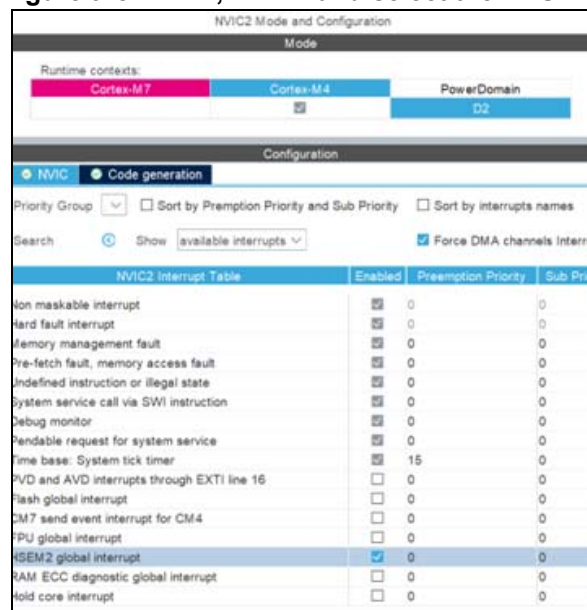 NVIC2 Mode and Configuration
Mode
Runtime contexts:
Cortex-M7 Cortex-M4 PowerDomain
D2
Configuration
NVIC Code generation
Priority Group Sort by Premption Priority and Sub Priority Sort by interrupts names
Search Show available interrupts Force DMA channels Interr
NVIC2 Interrupt Table Enabled Preemption Priority Sub Pri
Non maskable interrupt 0 0
Hard fault interrupt 0 0
Memory management fault 0 0
Pre-fetch fault, memory access fault 0 0
Undefined instruction or illegal state 0 0
System service call via SWI instruction 0 0
Debug monitor 0 0
Pendable request for system service 0 0
Time base: System tick timer 15 0
PVD and AVD interrupts through EXTI line 16 0 0
Flash global interrupt 0 0
CM7 send event interrupt for CM4 0 0
FPU global interrupt 0 0
HSEM2 global interrupt 0 0
RAM ECC diagnostic global interrupt 0 0
Hold core interrupt 0 0